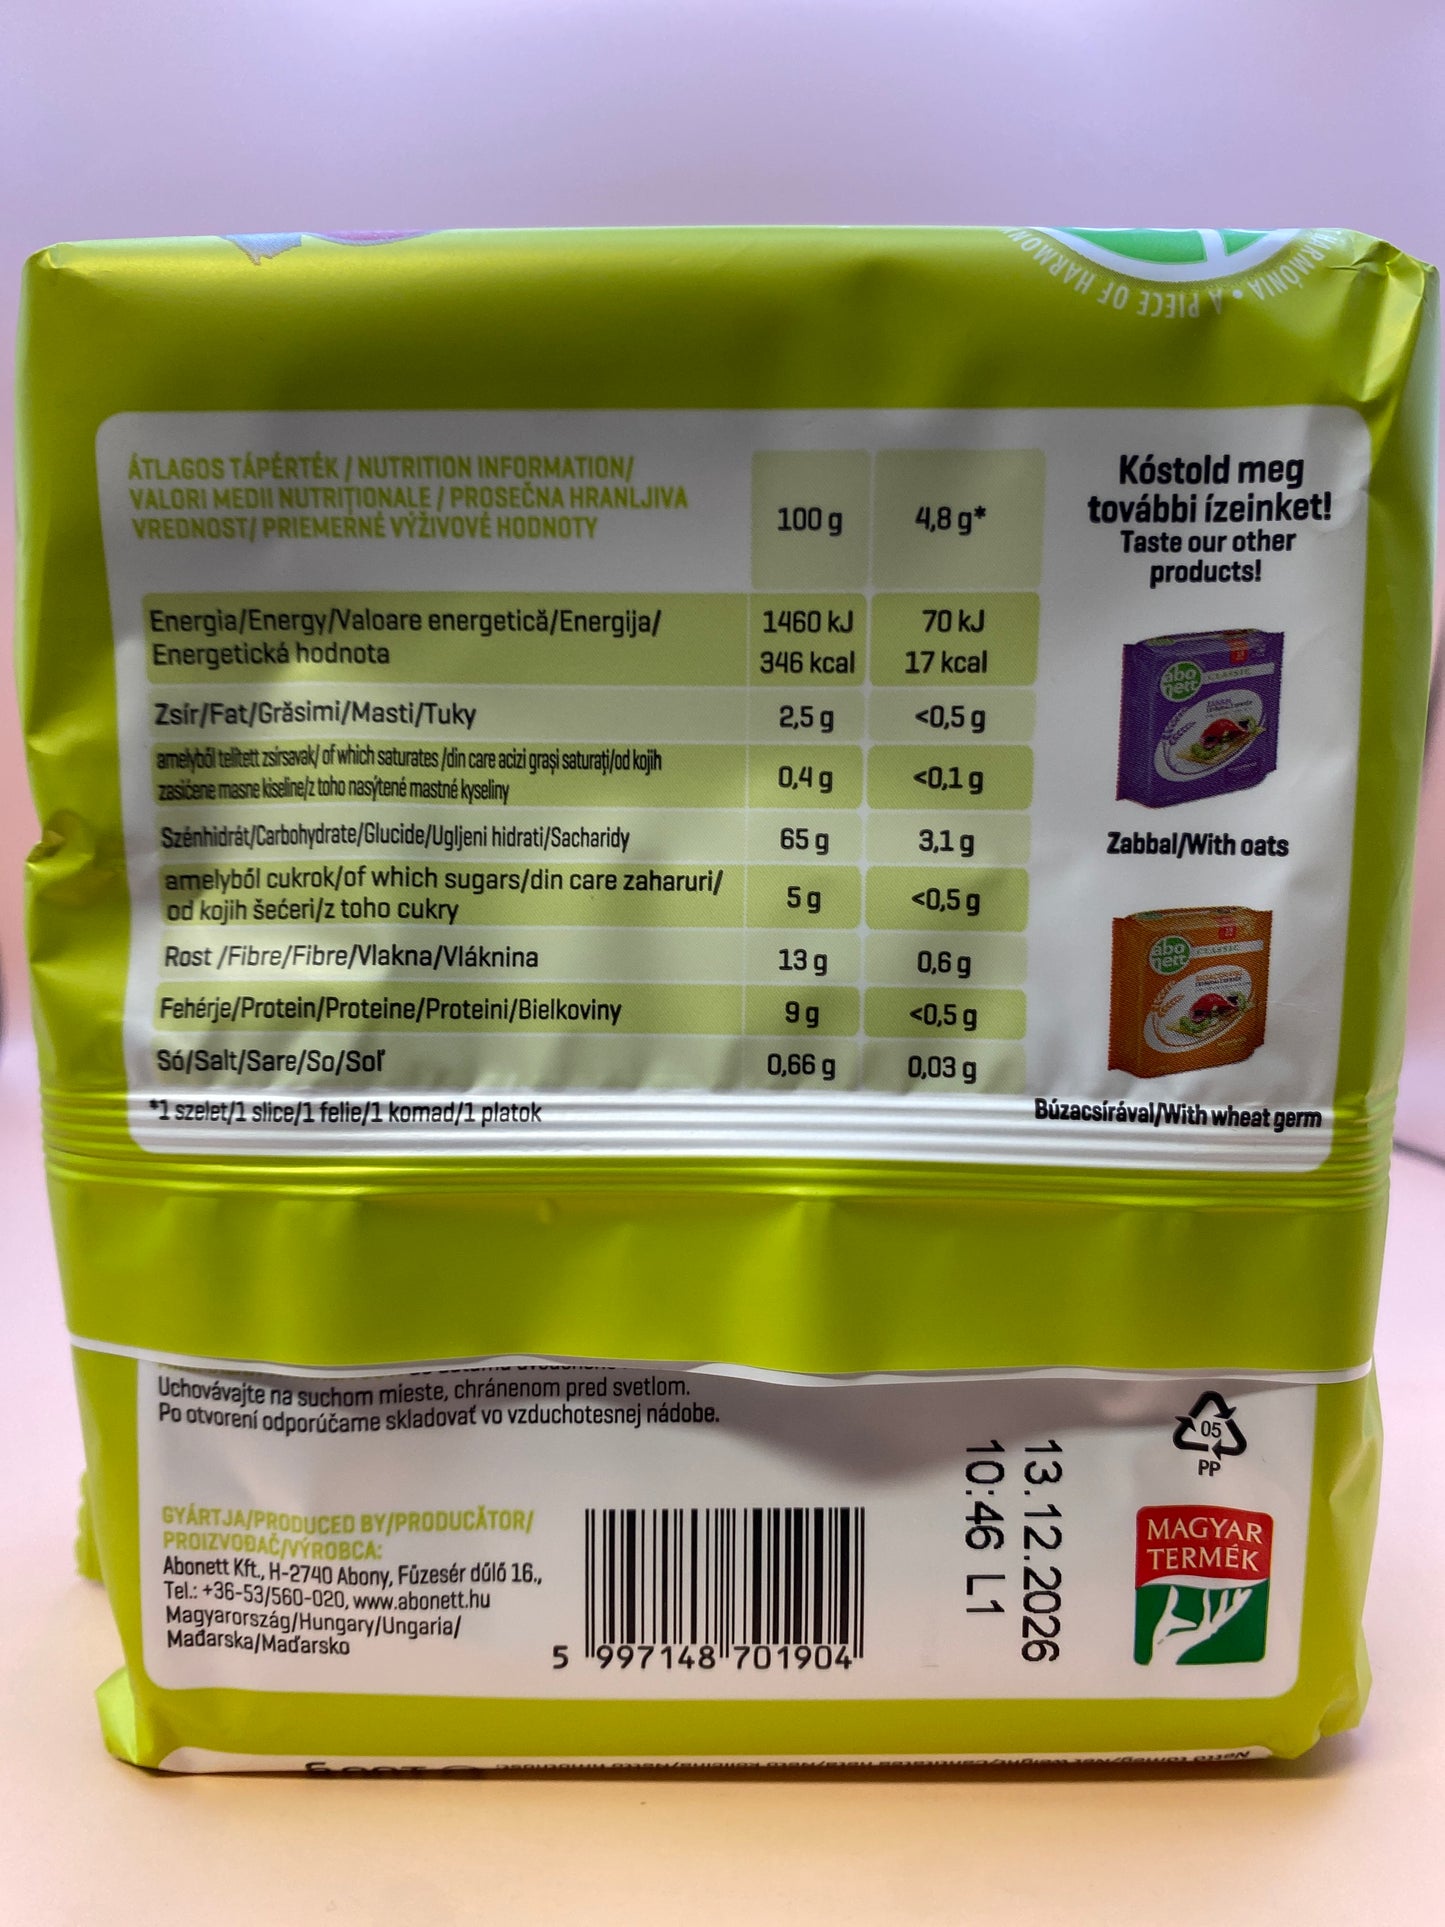 A PIECE OF HARMONY •
ÁTLAGOS TÁPÉRTÉK / NUTRITION INFORMATION/
VALORI MEDII NUTRIȚIONALE / PROSEČNA HRANLJIVA
VREDNOST/ PRIEMERNÉ VÝŽIVOVÉ HODNOTY
100 g 4,8 g*
Energia/Energy/Valoare energetică/Energija/
Energetická hodnota
1460 kJ 70 kJ
346 kcal 17 kcal
Zsír/Fat/Grăsimi/Masti/Tuky 2,5 g <0,5 g
amelyből telített zsírsavak/ of which saturates /din care acizi grași saturați/od kojih
zasićene masne kiseline/z toho nasýtené mastné kyseliny
0,4 g <0,1 g
Szénhidrát/Carbohydrate/Glucide/Ugljeni hidrati/Sacharidy 65 g 3,1 g
amelyből cukrok/of which sugars/din care zaharuri/
od kojih šećeri/z toho cukry
5 g <0,5 g
Rost /Fibre/Fibre/Vlakna/Vláknina 13 g 0,6 g
Fehérje/Protein/Proteine/Proteini/Bielkoviny 9 g <0,5 g
Só/Salt/Sare/So/Soľ 0,66 g 0,03 g
*1 szelet/1 slice/1 felie/1 komad/1 platok
Kóstold meg
további ízeinket!
Taste our other
products!
abo
nett
CLASSIC
Zabbal/With oats
abo
nett
CLASSIC
Búzacsírával/With wheat germ
Uchovávajte na suchom mieste, chránenom pred svetlom.
Po otvorení odporúčame skladovať vo vzduchotesnej nádobe.
GYÁRTJA/PRODUCED BY/PRODUCĂTOR/
PROIZVOĐAČ/VÝROBCA:
Abonett Kft., H-2740 Abony, Fűzesér dűlő 16.,
Tel.: +36-53/560-020, www.abonett.hu
Magyarország/Hungary/Ungaria/
Mađarska/Maďarsko
5 997148 701904
13.12.2026
10:46 L1
05
PP
MAGYAR
TERMÉK